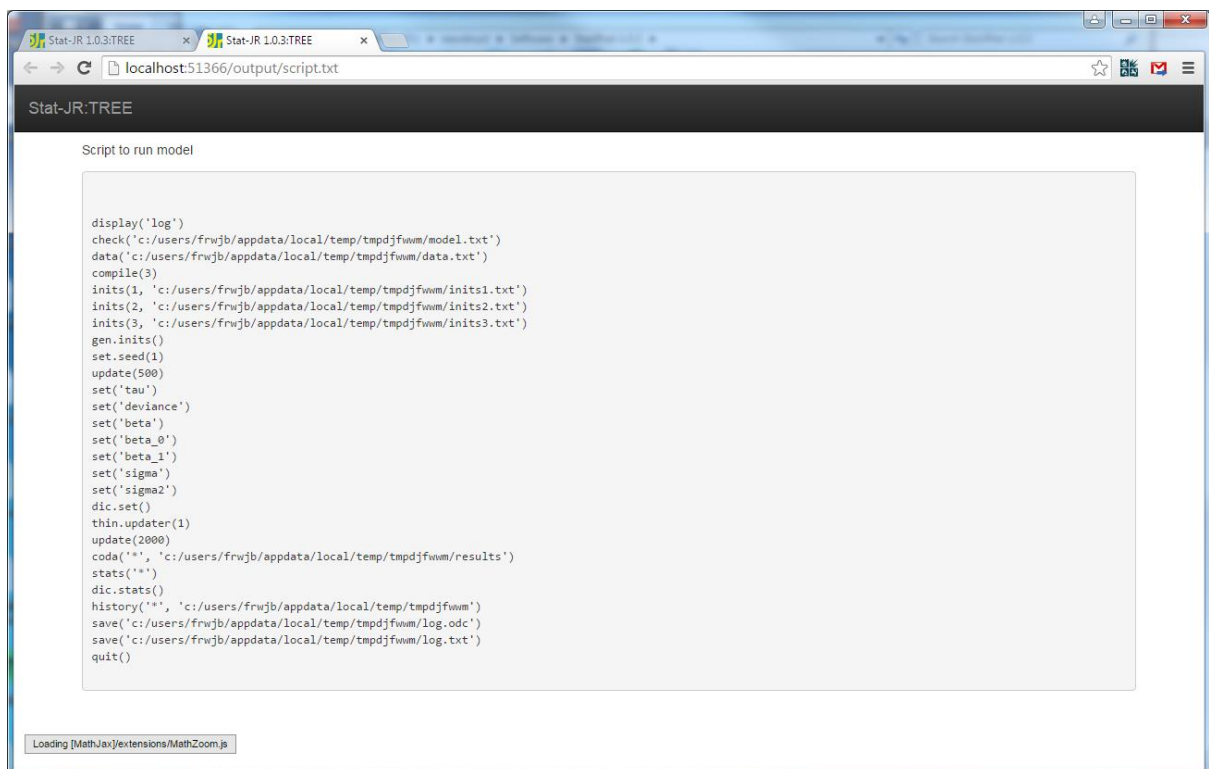 Stat-JR 1.0.3:TREE
Stat-JR 1.0.3:TREE
localhost:51366/output/script.txt
Stat-JR:TREE
Script to run model
display('log')
check('c:/users/frwjb/appdata/local/temp/tmpdjfwwm/model.txt')
data('c:/users/frwjb/appdata/local/temp/tmpdjfwwm/data.txt')
compile(3)
inits(1, 'c:/users/frwjb/appdata/local/temp/tmpdjfwwm/inits1.txt')
inits(2, 'c:/users/frwjb/appdata/local/temp/tmpdjfwwm/inits2.txt')
inits(3, 'c:/users/frwjb/appdata/local/temp/tmpdjfwwm/inits3.txt')
gen.inits()
set.seed(1)
update(500)
set('tau')
set('deviance')
set('beta')
set('beta_0')
set('beta_1')
set('sigma')
set('sigma2')
dic.set()
thin.updater(1)
update(2000)
coda('*', 'c:/users/frwjb/appdata/local/temp/tmpdjfwwm/results')
stats('*')
dic.stats()
history('*', 'c:/users/frwjb/appdata/local/temp/tmpdjfwwm')
save('c:/users/frwjb/appdata/local/temp/tmpdjfwwm/log.odc')
save('c:/users/frwjb/appdata/local/temp/tmpdjfwwm/log.txt')
quit()
Loading [MathJax]/extensions/MathZoom.js